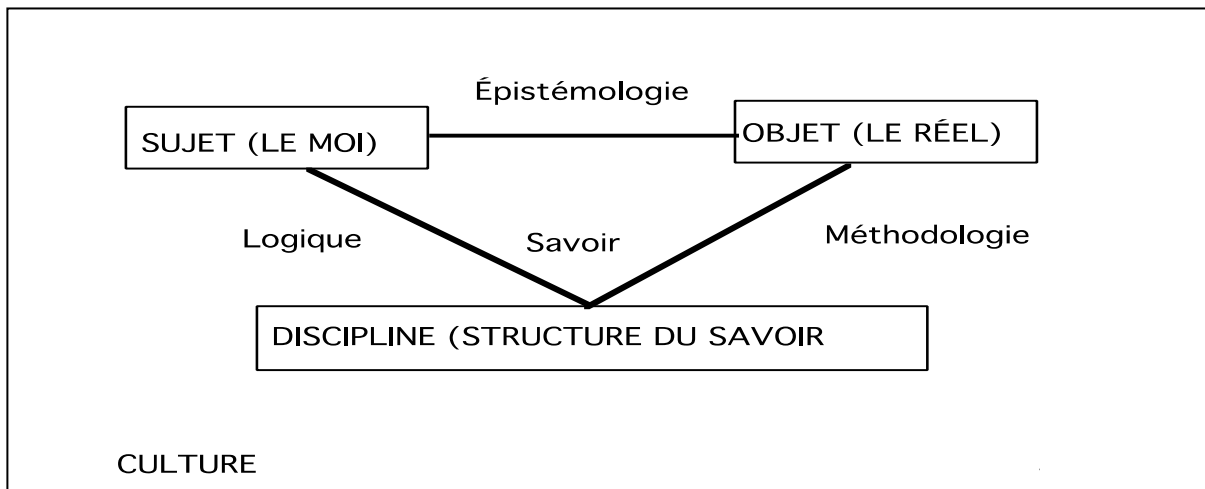 Épistémologie
SUJET (LE MOI)
OBJET (LE RÉEL)
Logique
Savoir
Méthodologie
DISCIPLINE (STRUCTURE DU SAVOIR
CULTURE